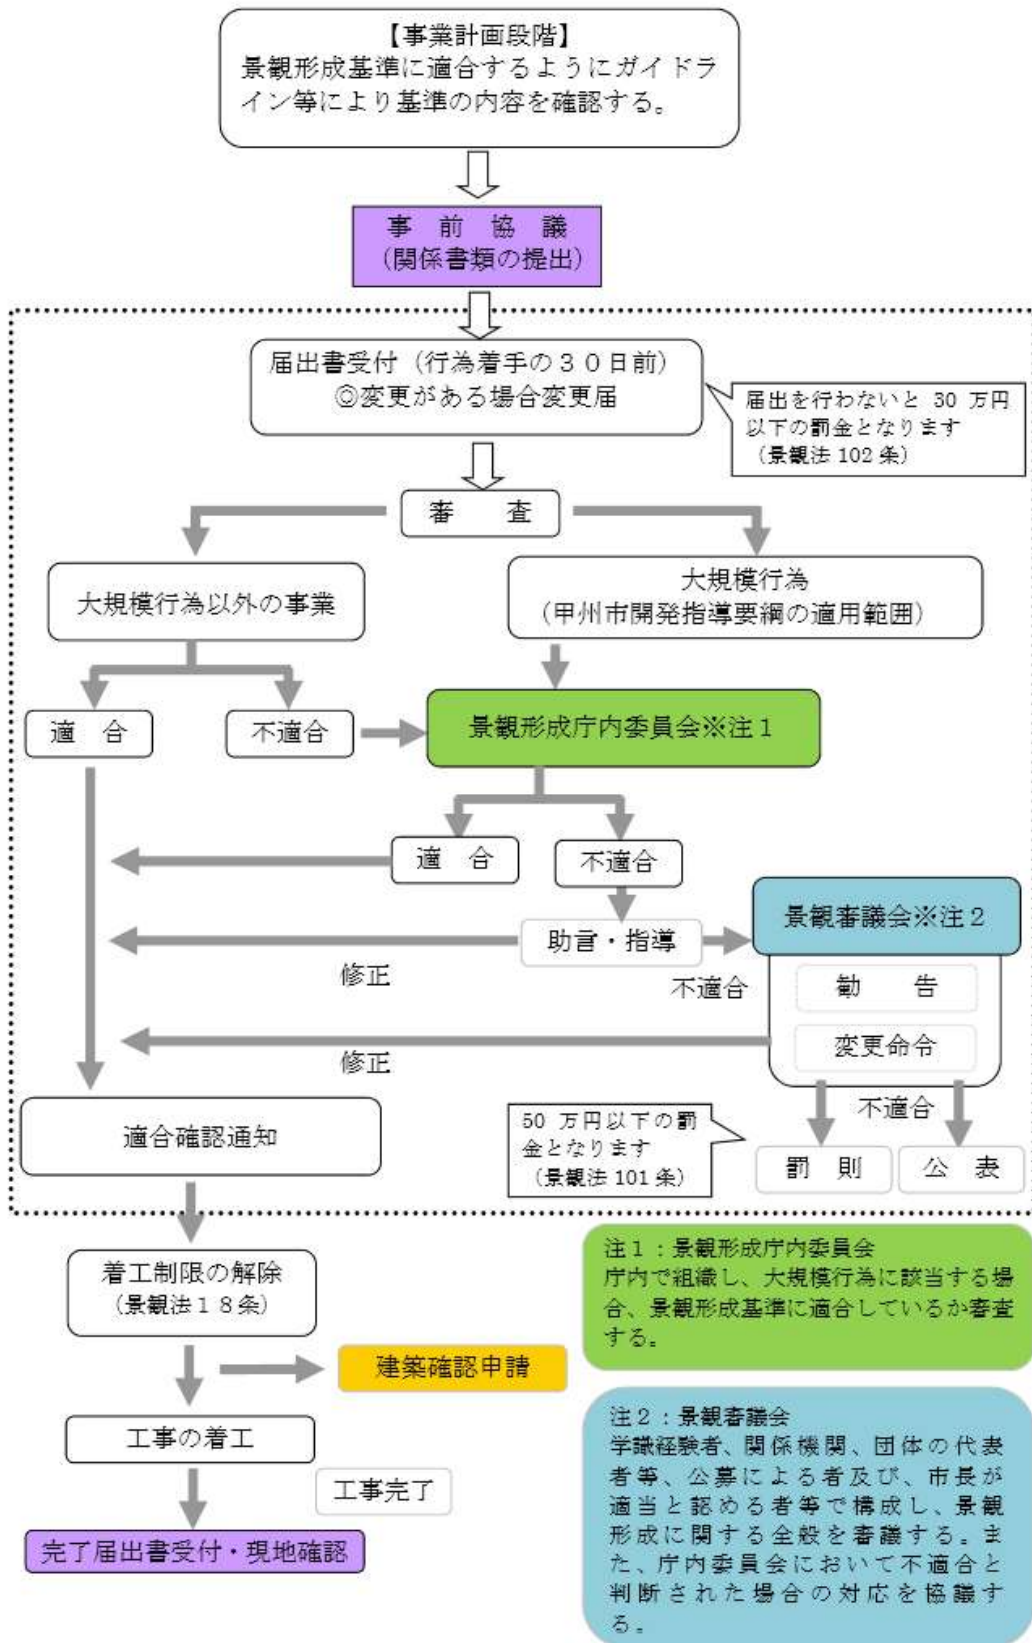 【事業計画段階】
景観形成基準に適合するようにガイドラ
イン等により基準の内容を確認する。
事 前 協 議
（関係書類の提出）
届出書受付（行為着手の３０日前）
◎変更がある場合変更届
届出を行わないと 30 万円
以下の罰金となります
（景観法 102 条）
審　査
大規模行為以外の事業
大規模行為
（甲州市開発指導要綱の適用範囲）
適 合
不適合
景観形成庁内委員会※注１
適 合
不適合
景観審議会※注２
助言・指導
修正
不適合
勧　告
変更命令
修正
不適合
50 万円以下の罰
金となります
（景観法 101 条）
適合確認通知
罰 則
公 表
着工制限の解除
（景観法１８条）
建築確認申請
工事の着工
工事完了
完了届出書受付・現地確認
注１：景観形成庁内委員会
庁内で組織し、大規模行為に該当する場
合、景観形成基準に適合しているか審査
する。
注２：景観審議会
学識経験者、関係機関、団体の代表
者等、公募による者及び、市長が
適当と認める者等で構成し、景観
形成に関する全般を審議する。ま
た、庁内委員会において不適合と
判断された場合の対応を協議す
る。